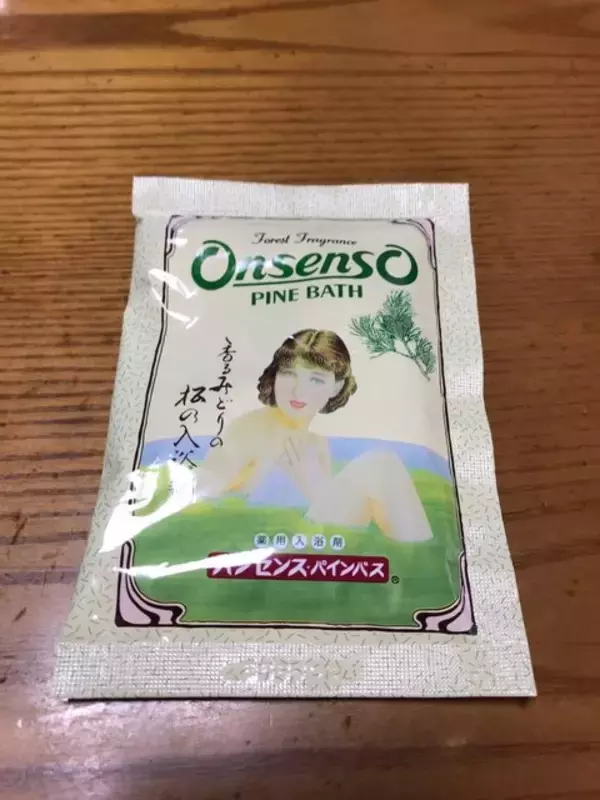 Forest Fragrance
Onsenso
PINE BATH
香るみどりの
松の入浴
薬用入浴剤
ンセンス・パインバス®